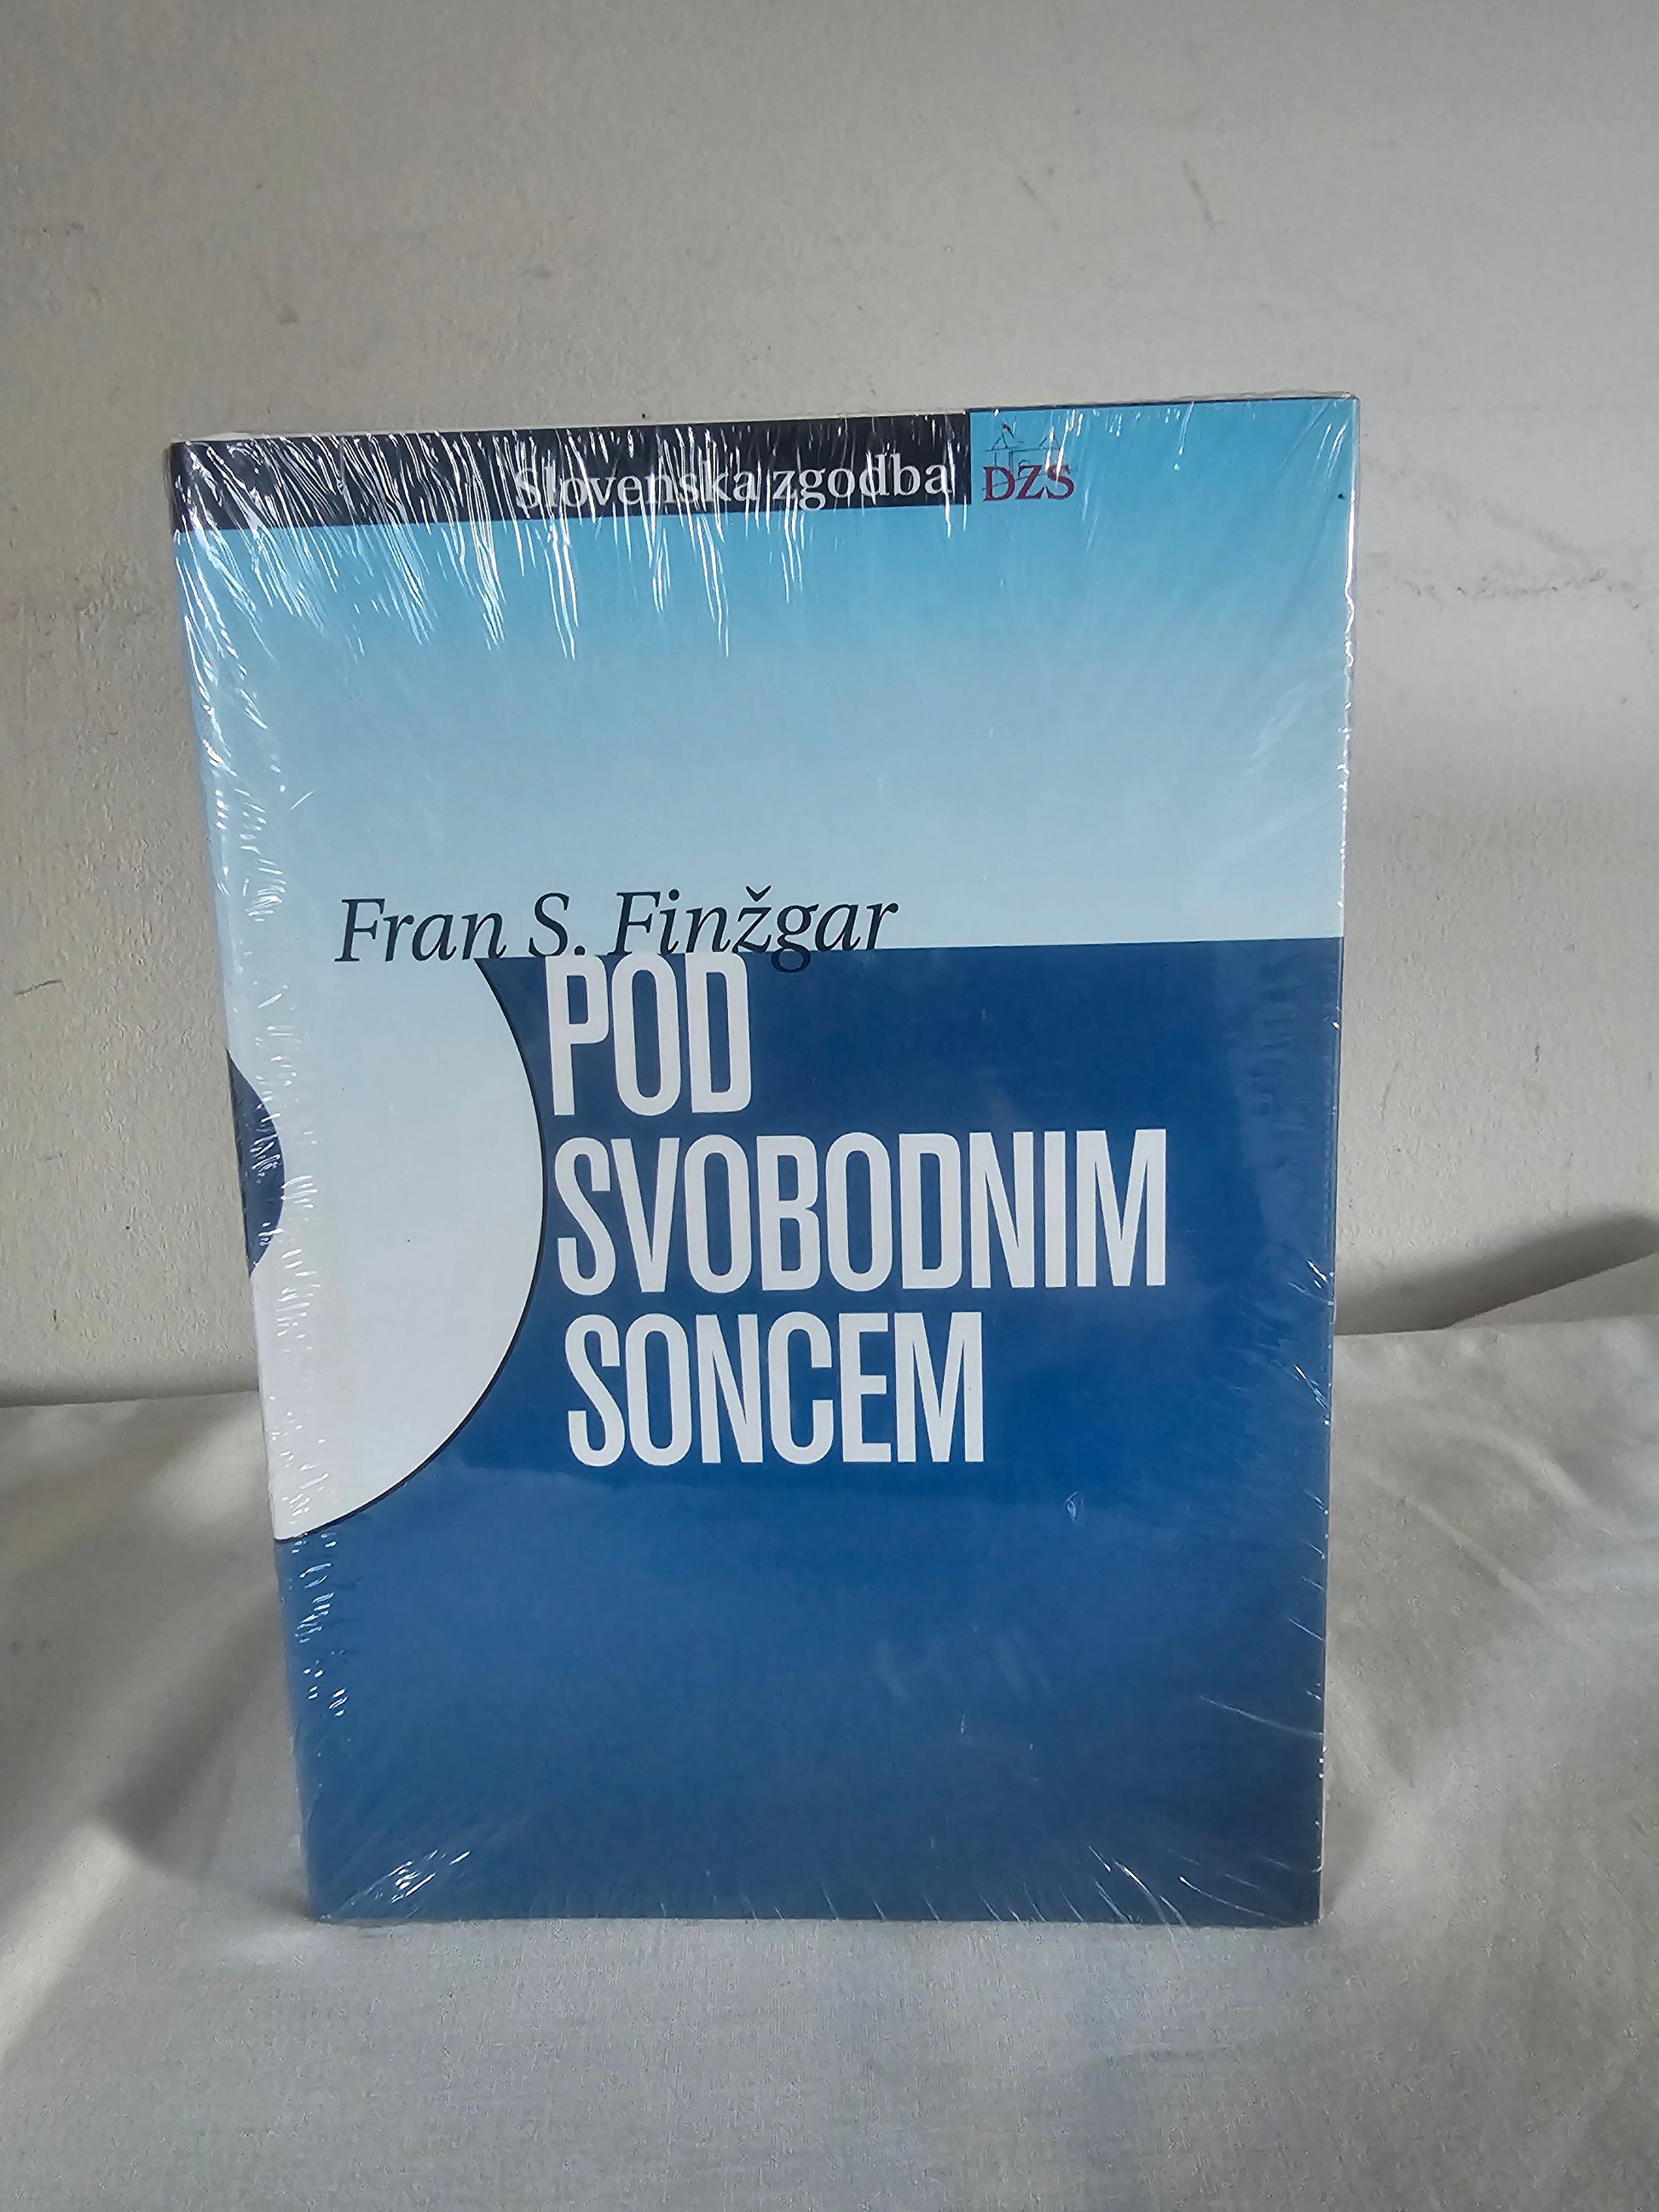 Slovenska zgodba DZS
Fran S. Finžgar
POD
SVOBODNIM
SONCEM